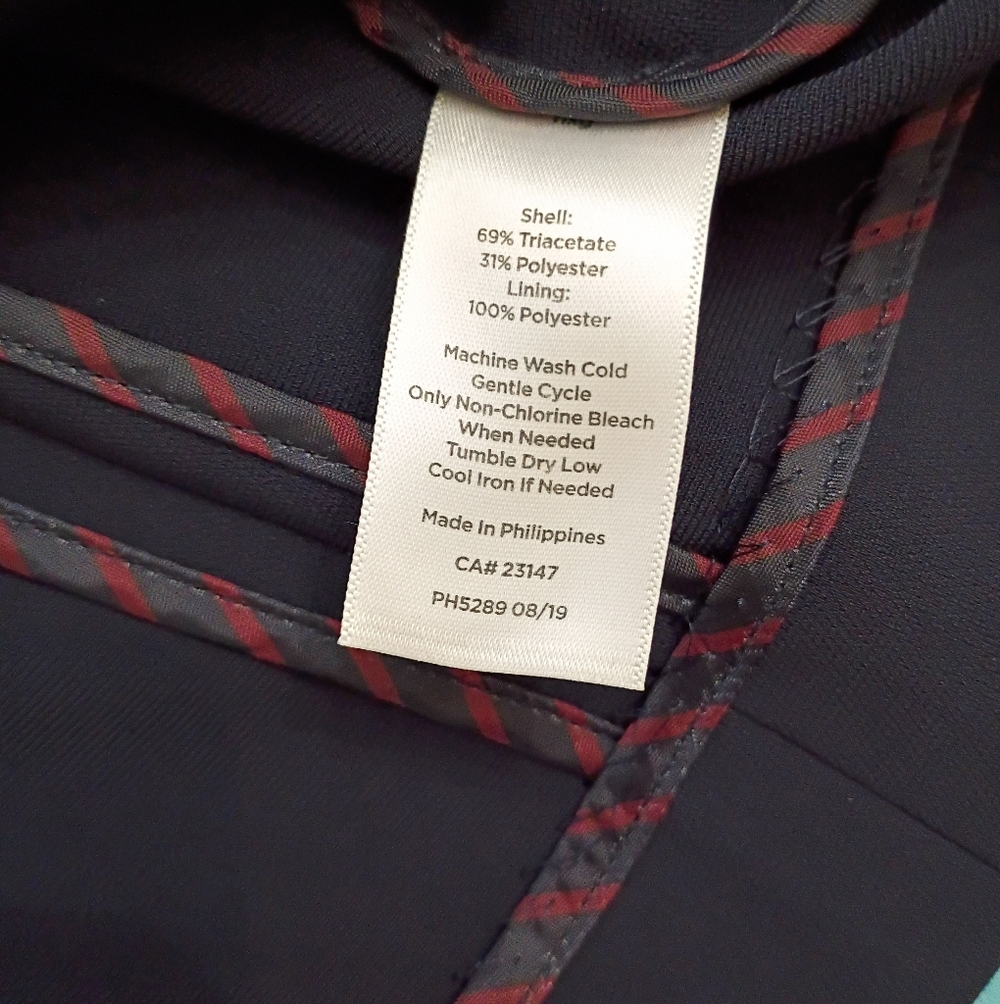 Shell:
69% Triacetate
31% Polyester
Lining:
100% Polyester
Machine Wash Cold
Gentle Cycle
Only Non-Chlorine Bleach
When Needed
Tumble Dry Low
Cool Iron If Needed
Made In Philippines
CA# 23147
PH5289 08/19